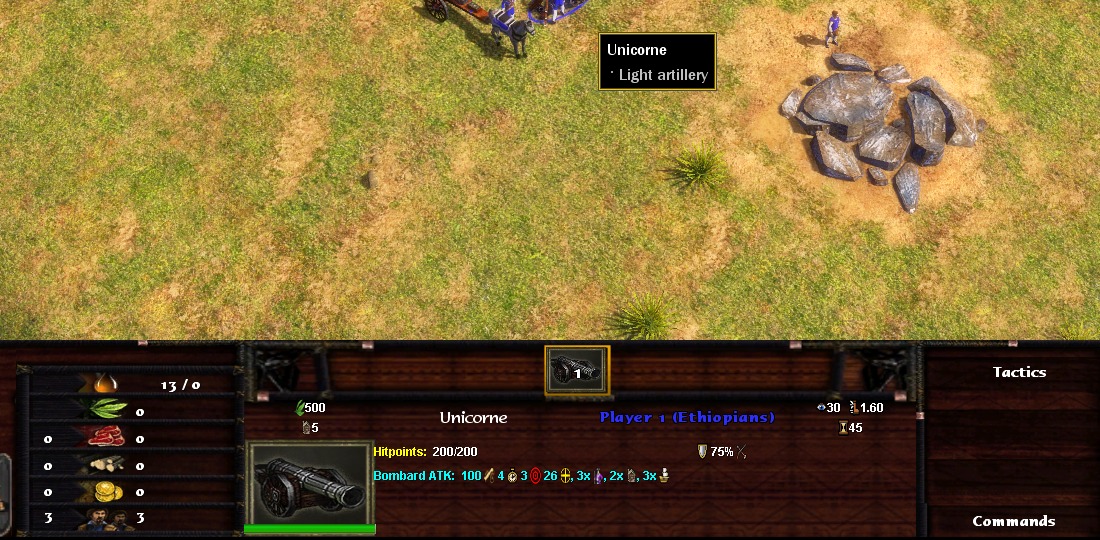 Unicorne
· Light artillery
1
13 / 0
0
0 0
0 0
0 0
3 3
500
5
Unicorne
Player 1 (Ethiopians)
30 1.60
45
Hitpoints: 200/200
75%
Bombard ATK: 100 4 3 26 , 3x , 2x , 3x
Tactics
Commands